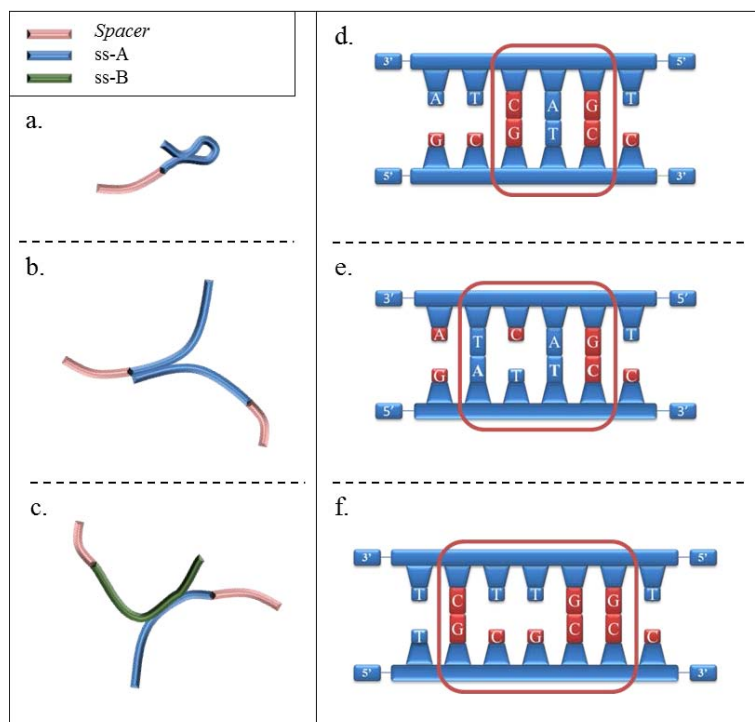 Spacer
ss-A
ss-B
a.
b.
c.
d.
3' 5'
A T C A G T
G C G T C C
5' 3'
e.
3' 5'
A T C A G T
G A T T C C
5' 3'
f.
3' 5'
T C T T G G T
T G C G C C C
5' 3'